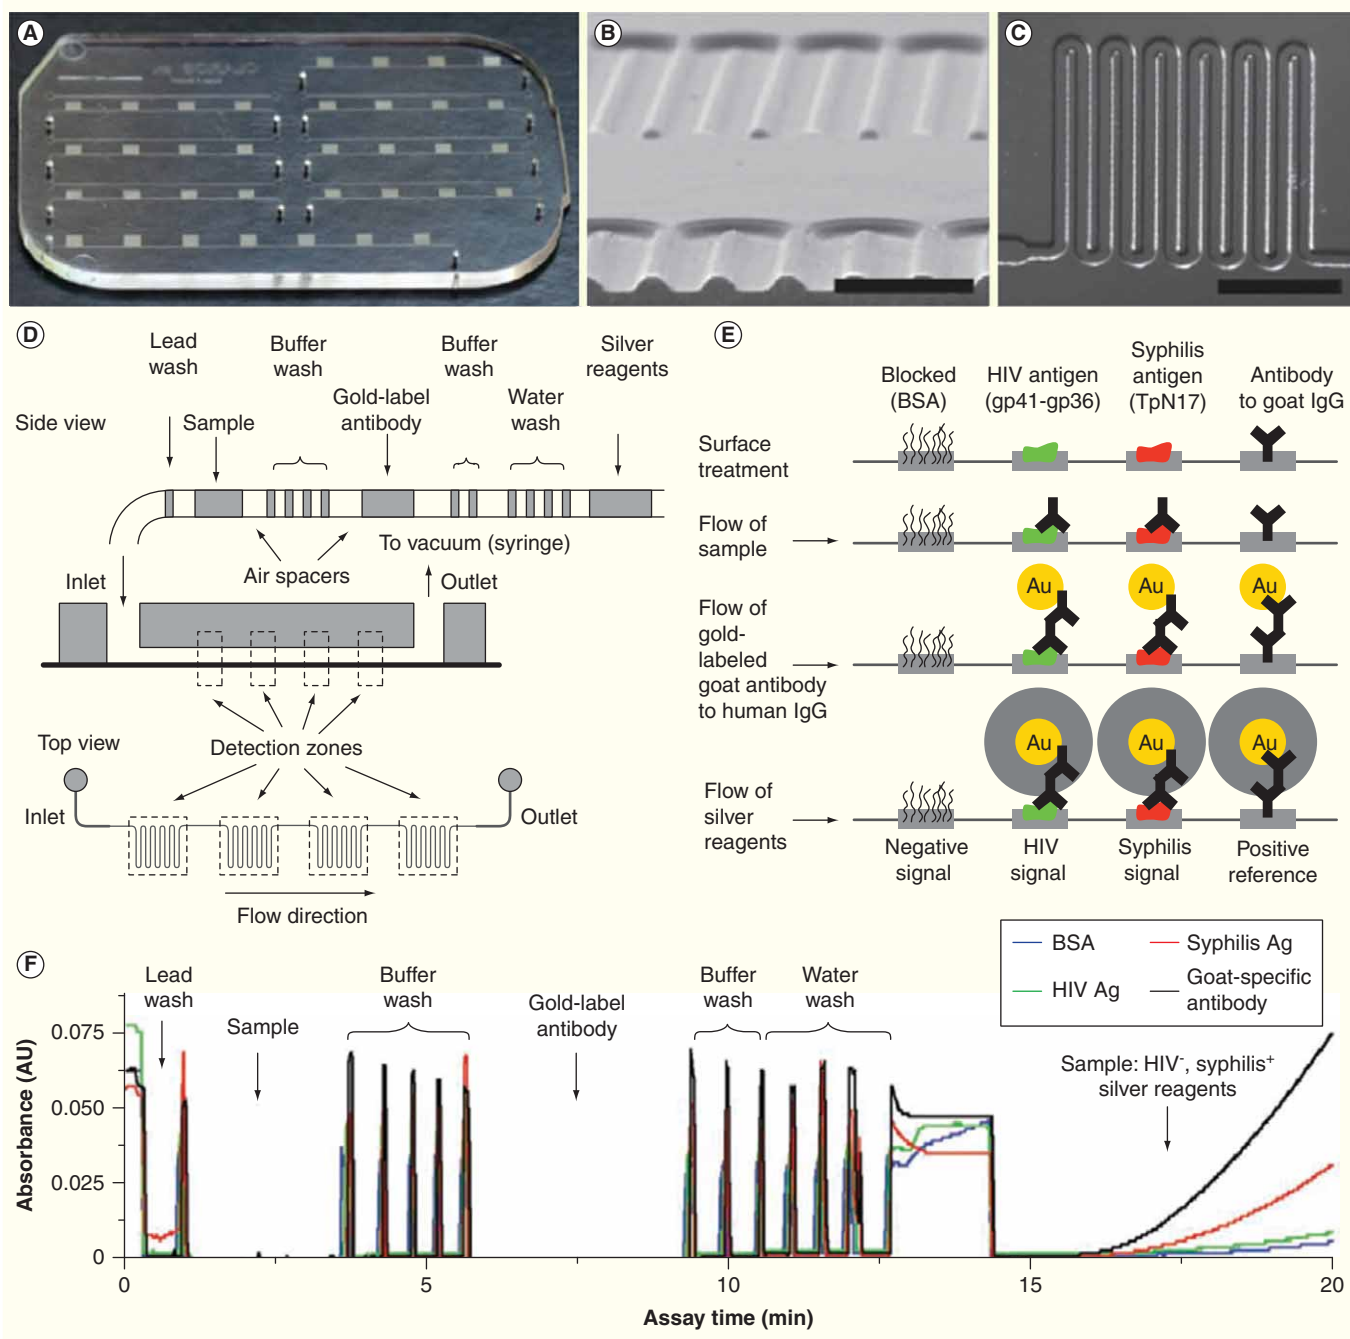 A
B
C
D
Lead
wash
Buffer
wash
Buffer
wash
Silver
reagents
Gold-label
antibody
Water
wash
Side view
Sample
To vacuum (syringe)
Air spacers
Inlet
Outlet
Top view
Detection zones
Inlet
Outlet
Flow direction
E
Blocked
(BSA)
HIV antigen
(gp41-gp36)
Syphilis
antigen
(TpN17)
Antibody
to goat IgG
Surface
treatment
Flow of
sample
Flow of
gold-
labeled
goat antibody
to human IgG
Au
Au
Au
Au
Au
Au
Flow of
silver
reagents
Negative
signal
HIV
signal
Syphilis
signal
Positive
reference
F
BSA
Syphilis Ag
HIV Ag
Goat-specific
antibody
Lead
wash
Sample
Buffer
wash
Gold-label
antibody
Buffer
wash
Water
wash
Sample: HIV⁻, syphilis⁺
silver reagents
Absorbance (AU)
0.075
0.050
0.025
0
0
5
10
15
20
Assay time (min)